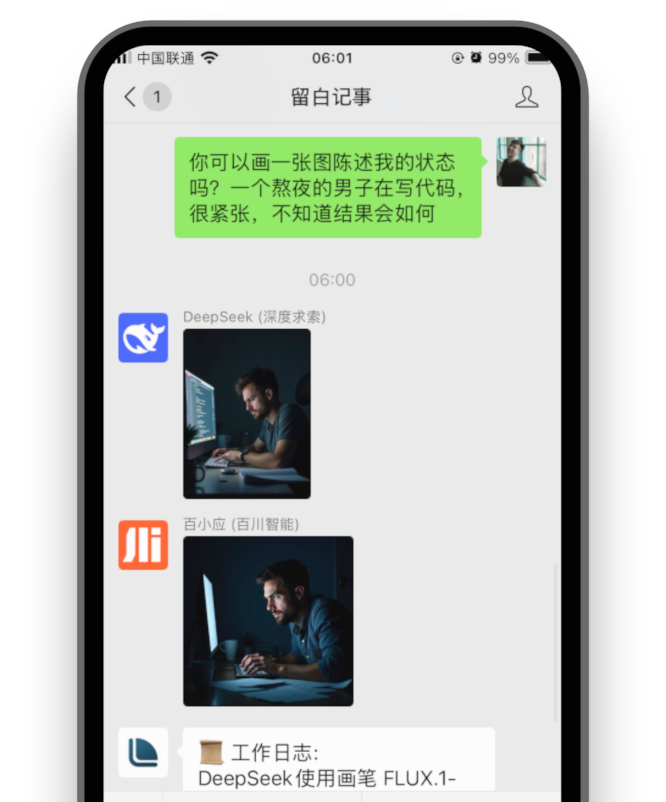 中国联通
06:01
99%
1
留白记事
你可以画一张图陈述我的状态
吗？一个熬夜的男子在写代码，
很紧张，不知道结果会如何
06:00
DeepSeek (深度求索)
百小应 (百川智能)
工作日志:
DeepSeek使用画笔 FLUX.1-